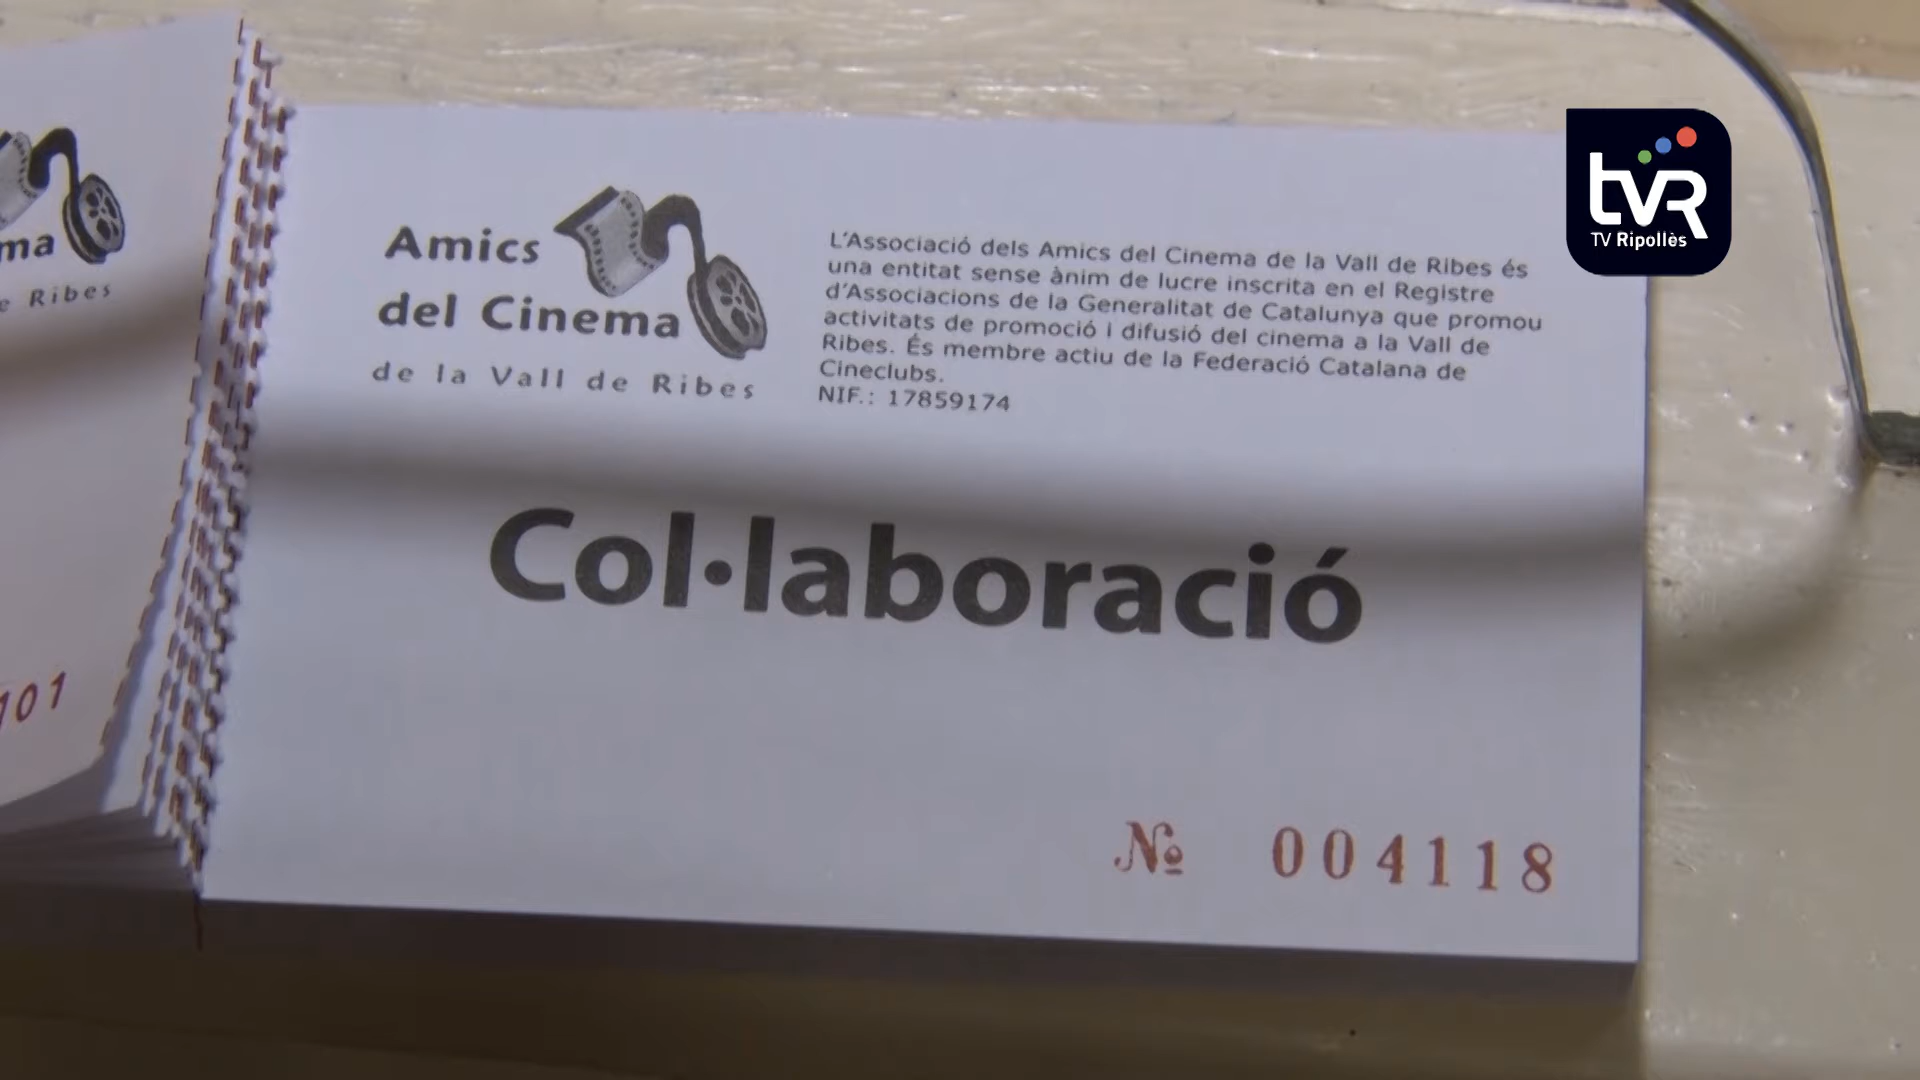 ma
e Ribes
101
Amics
del Cinema
de la Vall de Ribes
L'Associació dels Amics del Cinema de la Vall de Ribes és
una entitat sense ànim de lucre inscrita en el Registre
d'Associacions de la Generalitat de Catalunya que promou
activitats de promoció i difusió del cinema a la Vall de
Ribes. És membre actiu de la Federació Catalana de
Cineclubs.
NIF.: 17859174
Col·laboració
Nº 004118
tvR
TV Ripollès